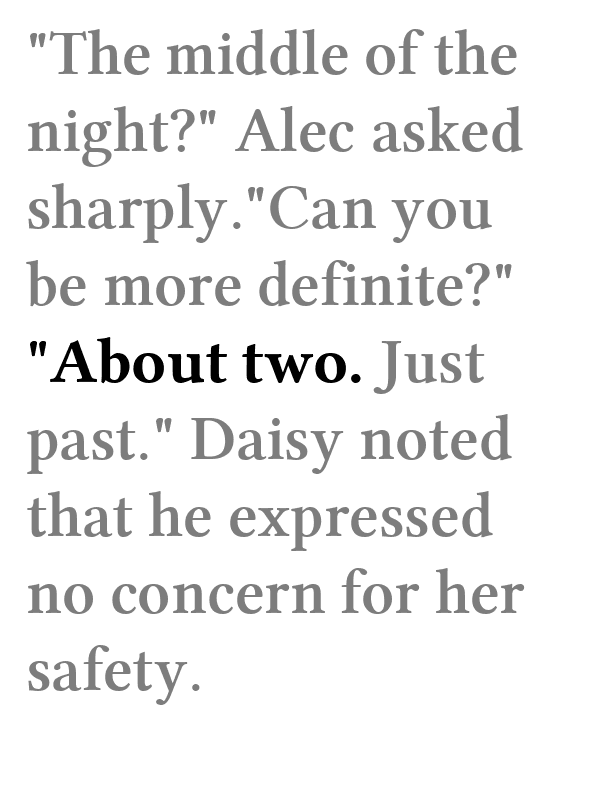 "The middle of the
night?" Alec asked
sharply."Can you
be more definite?"
"About two. Just
past." Daisy noted
that he expressed
no concern for her
safety.